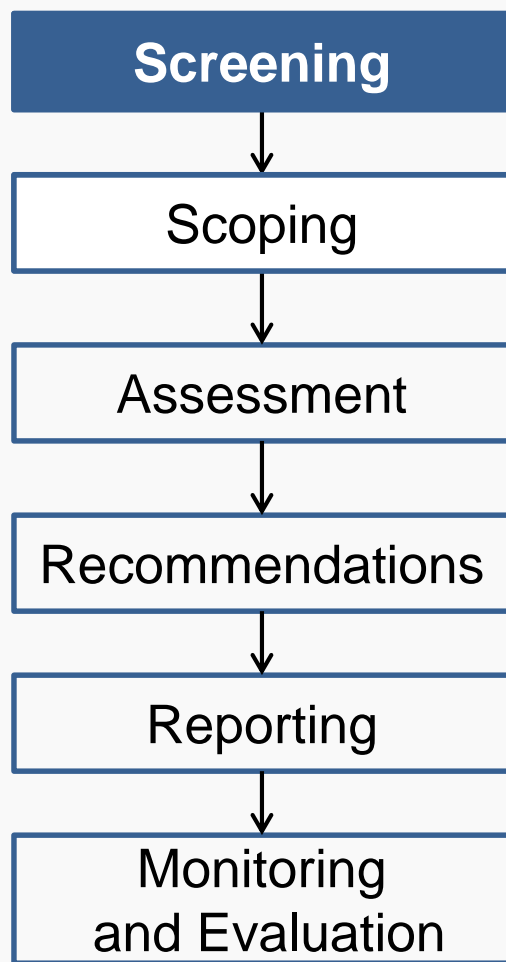 Screening
Scoping
Assessment
Recommendations
Reporting
Monitoring
and Evaluation